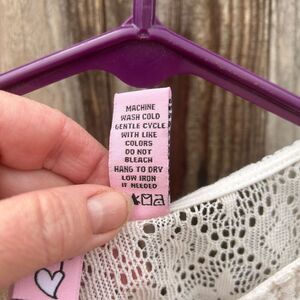 MACHINE
WASH COLD
GENTLE CYCLE
WITH LIKE
COLORS
DO NOT
BLEACH
HANG TO DRY
LOW IRON
IF NEEDED